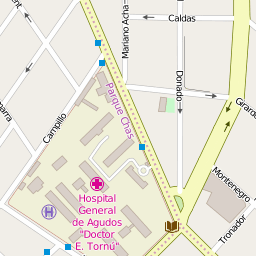 Caldas
Mariano Acha
Donado
Parque Chas
Campillo
Hospital
General
de Agudos
"Doctor
E. Tornú"
H
Montenegro
Tronador